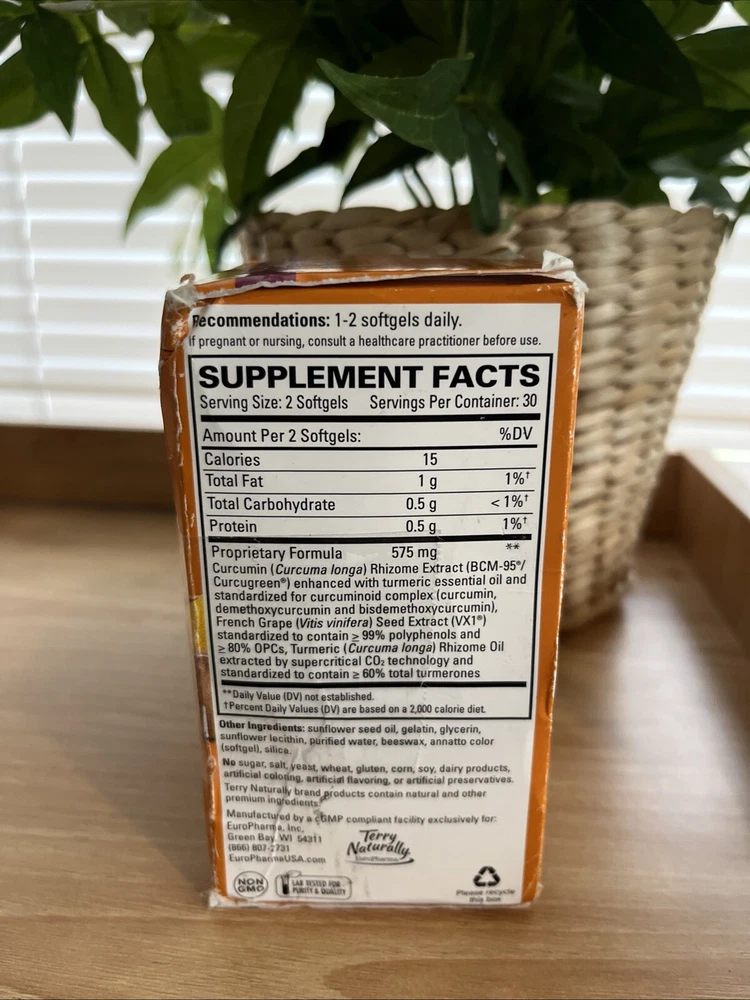 Recommendations: 1-2 softgels daily.
If pregnant or nursing, consult a healthcare practitioner before use.
SUPPLEMENT FACTS
Serving Size: 2 Softgels Servings Per Container: 30
Amount Per 2 Softgels: %DV
Calories 15
Total Fat 1 g 1%†
Total Carbohydrate 0.5 g < 1%†
Protein 0.5 g 1%†
Proprietary Formula 575 mg **
Curcumin (Curcuma longa) Rhizome Extract (BCM-95®/
Curcugreen®) enhanced with turmeric essential oil and
standardized for curcuminoid complex (curcumin,
demethoxycurcumin and bisdemethoxycurcumin),
French Grape (Vitis vinifera) Seed Extract (VX1®)
standardized to contain ≥ 99% polyphenols and
≥ 80% OPCs, Turmeric (Curcuma longa) Rhizome Oil
extracted by supercritical CO₂ technology and
standardized to contain ≥ 60% total turmerones
**Daily Value (DV) not established.
†Percent Daily Values (DV) are based on a 2,000 calorie diet.
Other Ingredients: sunflower seed oil, gelatin, glycerin,
sunflower lecithin, purified water, beeswax, annatto color
(softgel), silica.
No sugar, salt, yeast, wheat, gluten, corn, soy, dairy products,
artificial coloring, artificial flavoring, or artificial preservatives.
Terry Naturally brand products contain natural and other
premium ingredients.
Manufactured by a cGMP compliant facility exclusively for:
EuroPharma, Inc.
Green Bay, WI 54311
(866) 807-2731
EuroPharmaUSA.com
Terry
Naturally
EuroPharma
NON
GMO
LAB TESTED FOR
PURITY & QUALITY
Please recycle
this box